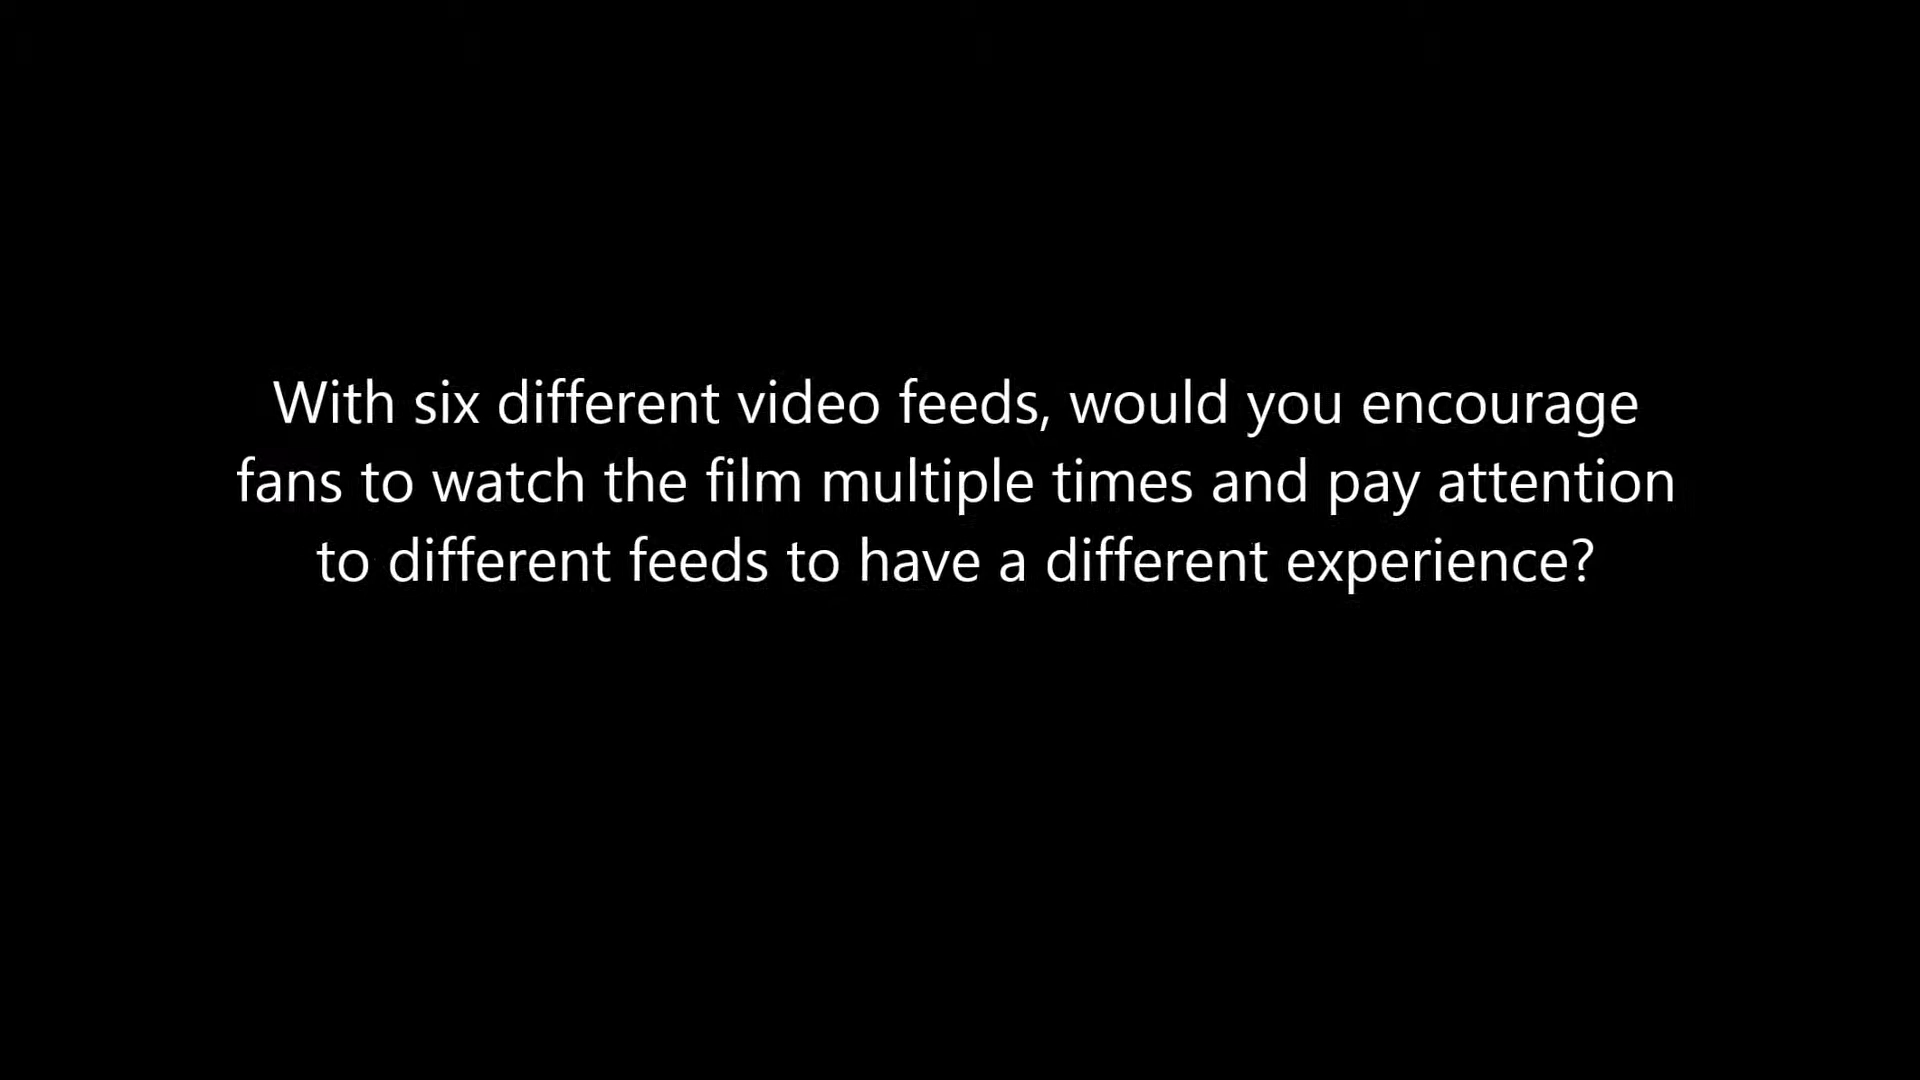 With six different video feeds, would you encourage
fans to watch the film multiple times and pay attention
to different feeds to have a different experience?